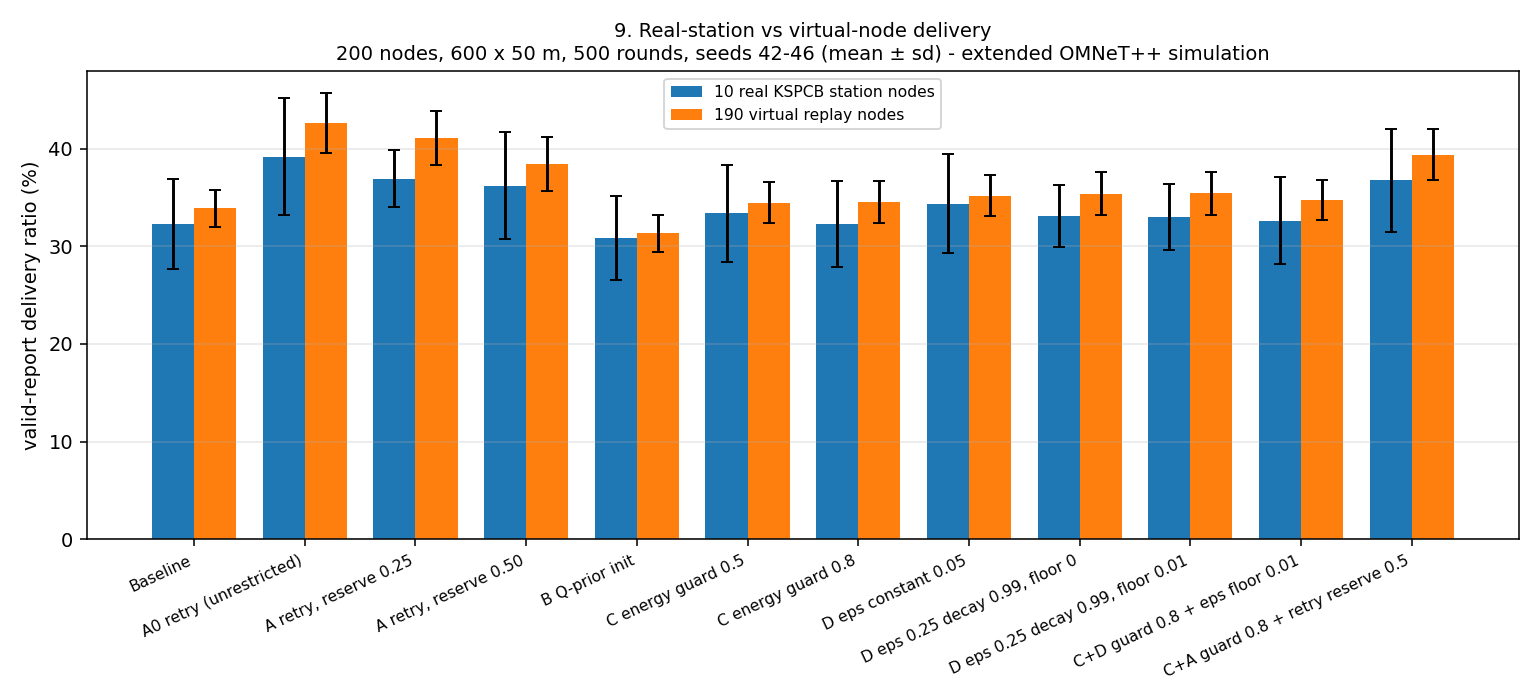 9. Real-station vs virtual-node delivery
200 nodes, 600 x 50 m, 500 rounds, seeds 42-46 (mean ± sd) - extended OMNeT++ simulation
10 real KSPCB station nodes
190 virtual replay nodes
valid-report delivery ratio (%)
40
30
20
10
0
Baseline
A0 retry (unrestricted)
A retry, reserve 0.25
A retry, reserve 0.50
B Q-prior init
C energy guard 0.5
C energy guard 0.8
D eps constant 0.05
D eps 0.25 decay 0.99, floor 0
D eps 0.25 decay 0.99, floor 0.01
C+D guard 0.8 + eps floor 0.01
C+A guard 0.8 + retry reserve 0.5